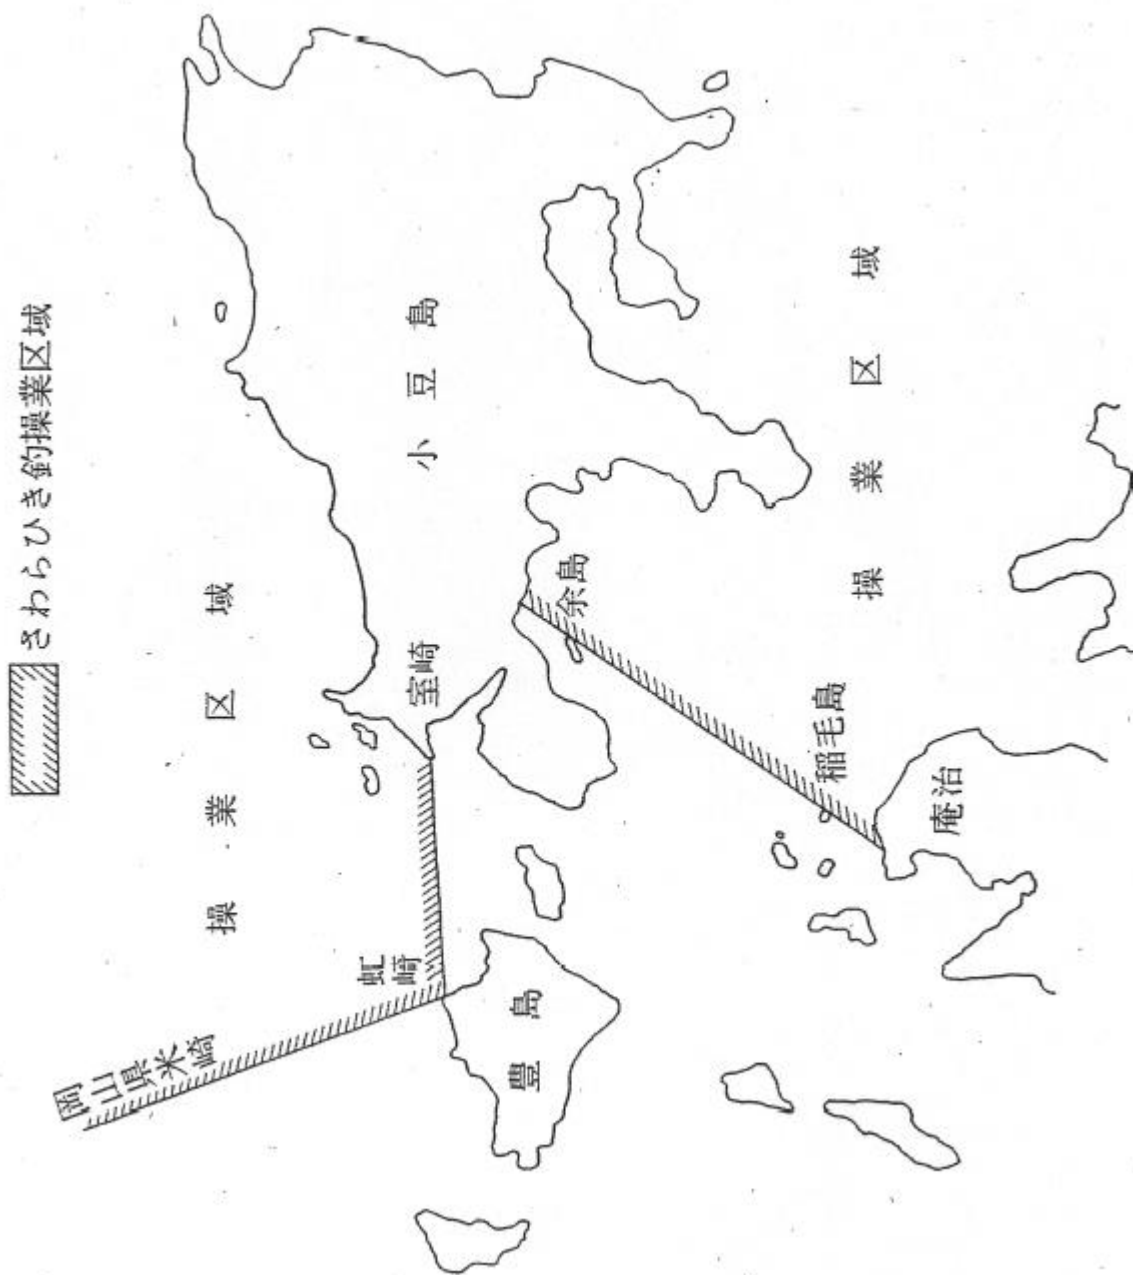 さわらひき釣操業区域
操業区域
小豆島
室崎
余島
虹崎
岡山県米崎
豊島
稲毛島
庵治
操業区域